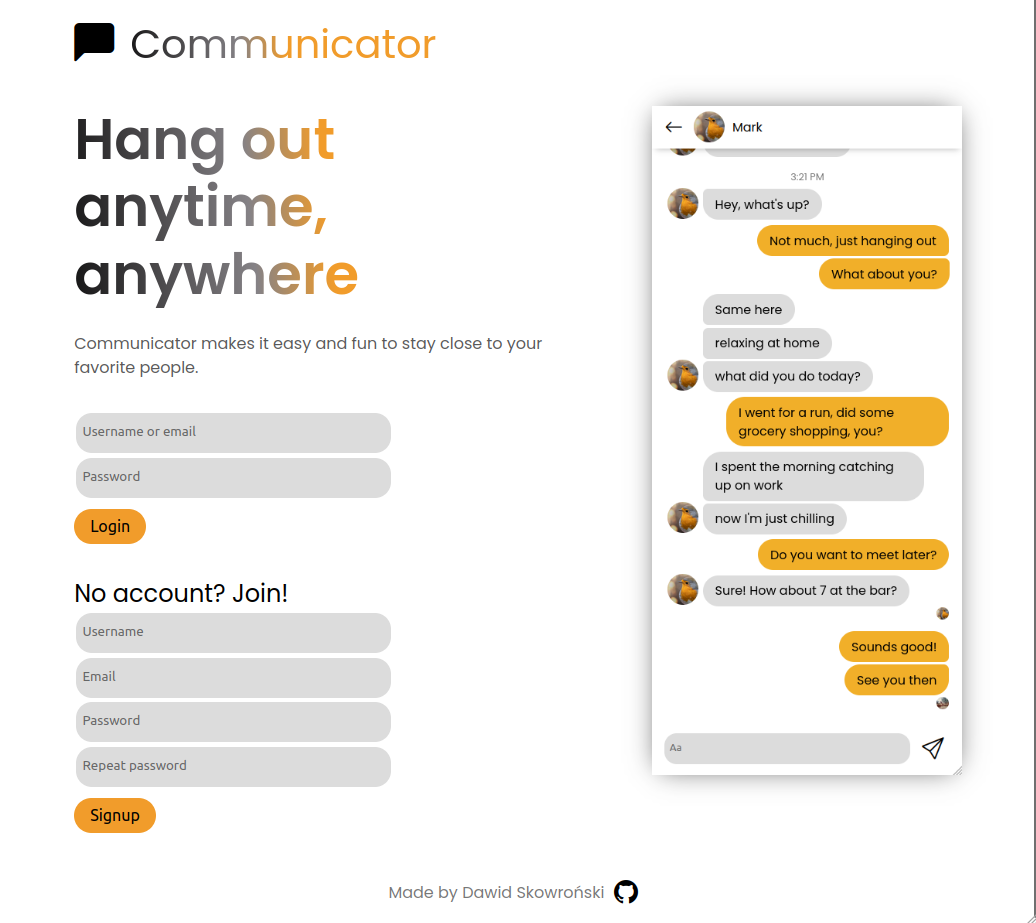 Communicator
Hang out
anytime,
anywhere
Communicator makes it easy and fun to stay close to your
favorite people.
Username or email
Password
Login
No account? Join!
Username
Email
Password
Repeat password
Signup
Mark
3:21 PM
Hey, what's up?
Not much, just hanging out
What about you?
Same here
relaxing at home
what did you do today?
I went for a run, did some
grocery shopping, you?
I spent the morning catching
up on work
now I'm just chilling
Do you want to meet later?
Sure! How about 7 at the bar?
Sounds good!
See you then
Aa
Made by Dawid Skowroński